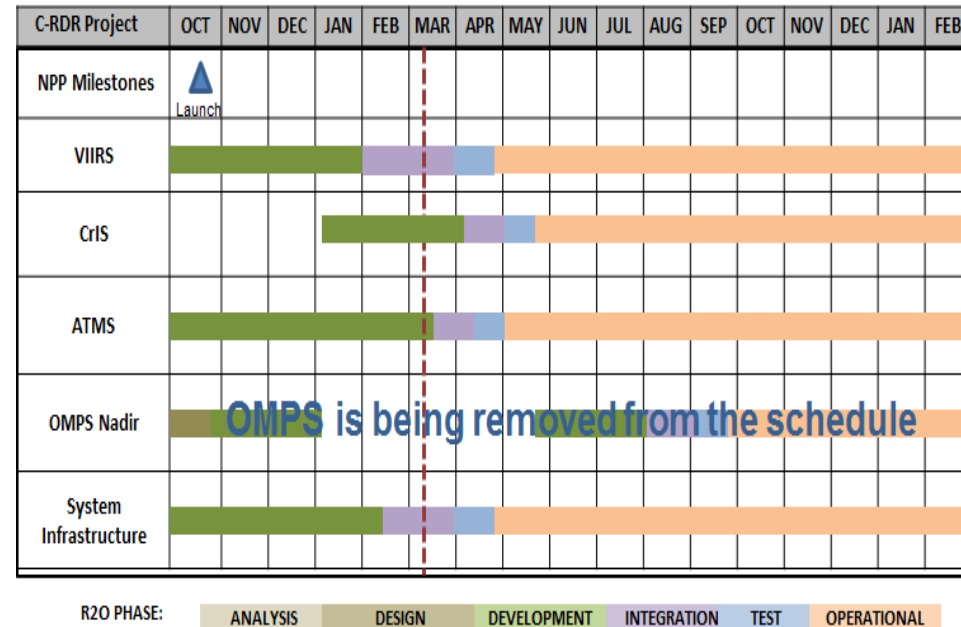 C-RDR Project OCT NOV DEC JAN FEB MAR APR MAY JUN JUL AUG SEP OCT NOV DEC JAN FEB
NPP Milestones
Launch
VIIRS
CrIS
ATMS
OMPS Nadir
OMPS is being removed from the schedule
System
Infrastructure
R2O PHASE: ANALYSIS DESIGN DEVELOPMENT INTEGRATION TEST OPERATIONAL